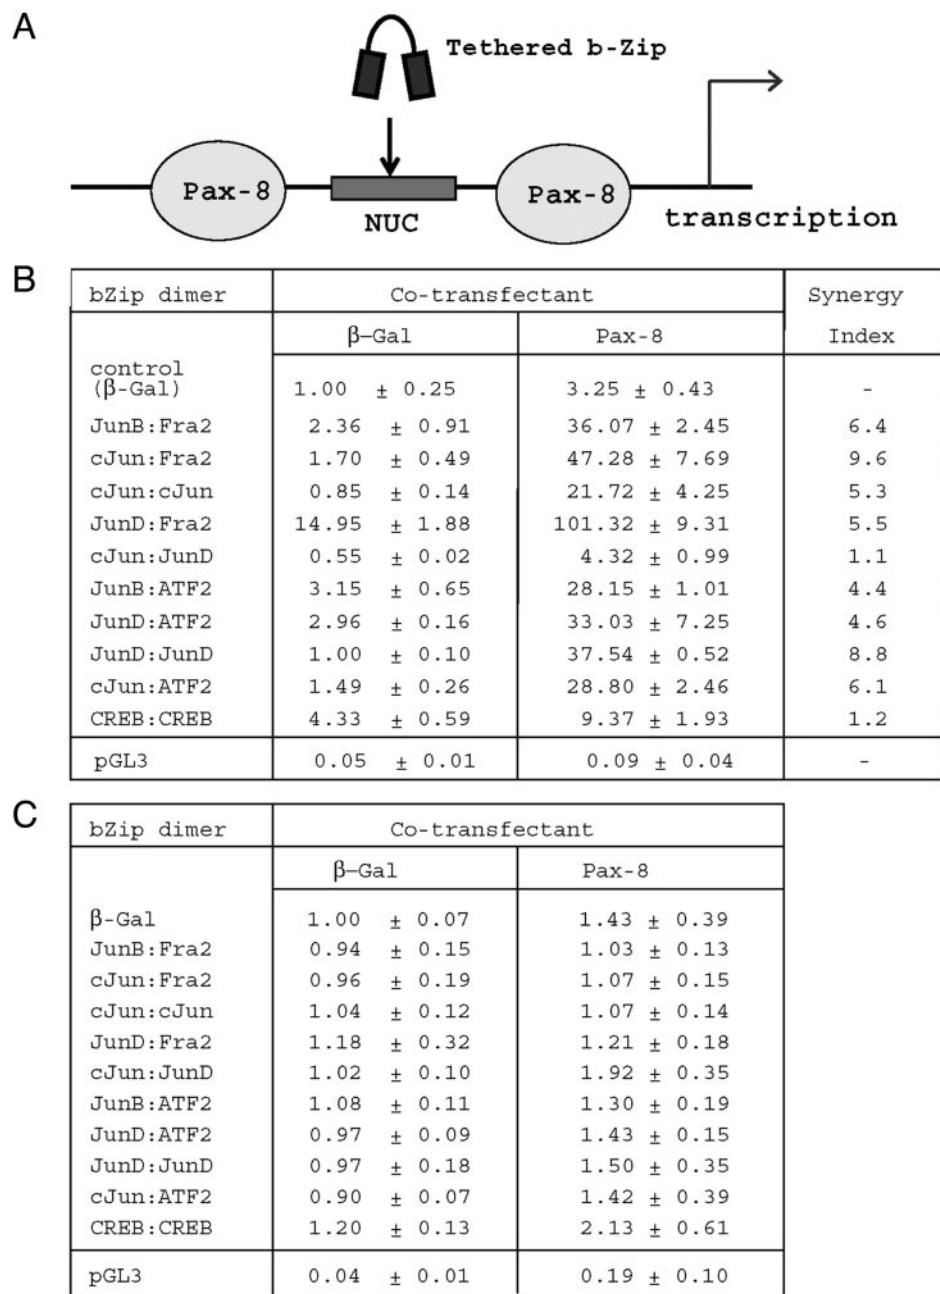 A
Tethered b-Zip
Pax-8
Pax-8
NUC
transcription
B
bZip dimer Co-transfectant Synergy
β–Gal Pax-8 Index
control
(β-Gal) 1.00 ± 0.25 3.25 ± 0.43 -
JunB:Fra2 2.36 ± 0.91 36.07 ± 2.45 6.4
cJun:Fra2 1.70 ± 0.49 47.28 ± 7.69 9.6
cJun:cJun 0.85 ± 0.14 21.72 ± 4.25 5.3
JunD:Fra2 14.95 ± 1.88 101.32 ± 9.31 5.5
cJun:JunD 0.55 ± 0.02 4.32 ± 0.99 1.1
JunB:ATF2 3.15 ± 0.65 28.15 ± 1.01 4.4
JunD:ATF2 2.96 ± 0.16 33.03 ± 7.25 4.6
JunD:JunD 1.00 ± 0.10 37.54 ± 0.52 8.8
cJun:ATF2 1.49 ± 0.26 28.80 ± 2.46 6.1
CREB:CREB 4.33 ± 0.59 9.37 ± 1.93 1.2
pGL3 0.05 ± 0.01 0.09 ± 0.04 -
C
bZip dimer Co-transfectant
β–Gal Pax-8
β-Gal 1.00 ± 0.07 1.43 ± 0.39
JunB:Fra2 0.94 ± 0.15 1.03 ± 0.13
cJun:Fra2 0.96 ± 0.19 1.07 ± 0.15
cJun:cJun 1.04 ± 0.12 1.07 ± 0.14
JunD:Fra2 1.18 ± 0.32 1.21 ± 0.18
cJun:JunD 1.02 ± 0.10 1.92 ± 0.35
JunB:ATF2 1.08 ± 0.11 1.30 ± 0.19
JunD:ATF2 0.97 ± 0.09 1.43 ± 0.15
JunD:JunD 0.97 ± 0.18 1.50 ± 0.35
cJun:ATF2 0.90 ± 0.07 1.42 ± 0.39
CREB:CREB 1.20 ± 0.13 2.13 ± 0.61
pGL3 0.04 ± 0.01 0.19 ± 0.10